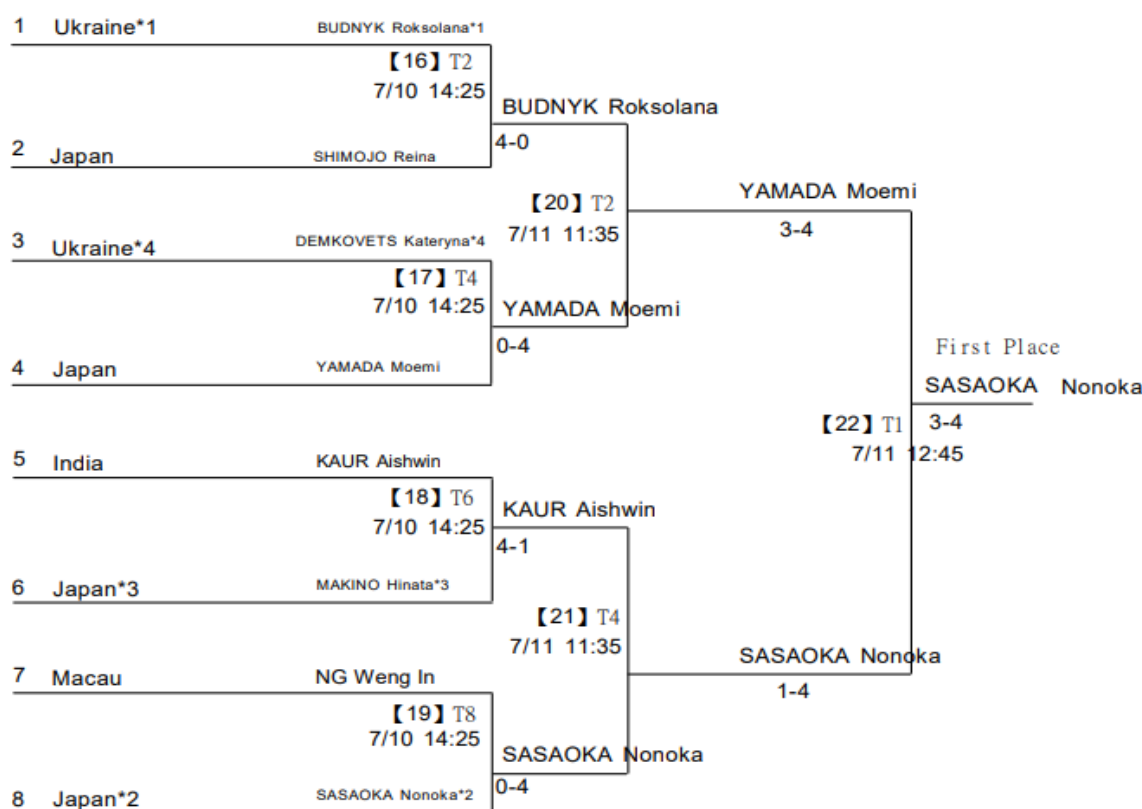 1 Ukraine*1 BUDNYK Roksolana*1
【16】T2
7/10 14:25
BUDNYK Roksolana
4-0
2 Japan SHIMOJO Reina
YAMADA Moemi
【20】T2
3-4
7/11 11:35
3 Ukraine*4 DEMKOVETS Kateryna*4
【17】T4
7/10 14:25
YAMADA Moemi
0-4
4 Japan YAMADA Moemi
First Place
SASAOKA Nonoka
【22】T1 3-4
7/11 12:45
5 India KAUR Aishwin
【18】T6
7/10 14:25
KAUR Aishwin
4-1
6 Japan*3 MAKINO Hinata*3
【21】T4
7/11 11:35
SASAOKA Nonoka
1-4
7 Macau NG Weng In
【19】T8
7/10 14:25
SASAOKA Nonoka
0-4
8 Japan*2 SASAOKA Nonoka*2